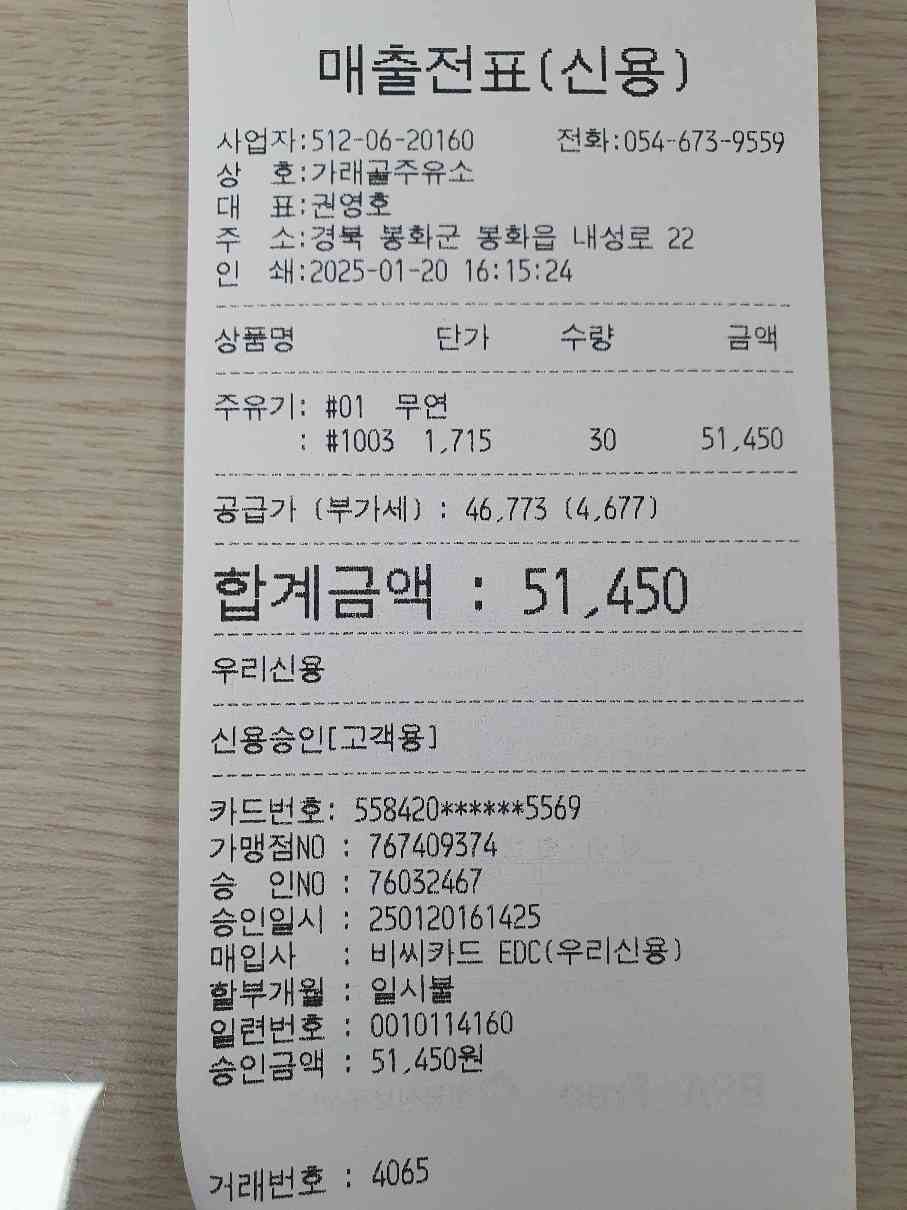 매출전표(신용)
사업자:512-06-20160 전화:054-673-9559
상 호:가래골주유소
대 표:권영호
주 소:경북 봉화군 봉화읍 내성로 22
인 쇄:2025-01-20 16:15:24
상품명 단가 수량 금액
주유기: #01 무연
: #1003 1,715 30 51,450
공급가 (부가세) : 46,773 (4,677)
합계금액 : 51,450
우리신용
신용승인[고객용]
카드번호: 558420******5569
가맹점NO : 767409374
승 인NO : 76032467
승인일시 : 250120161425
매입사 : 비씨카드 EDC(우리신용)
할부개월 : 일시불
일련번호 : 0010114160
승인금액 : 51,450원
거래번호 : 4065